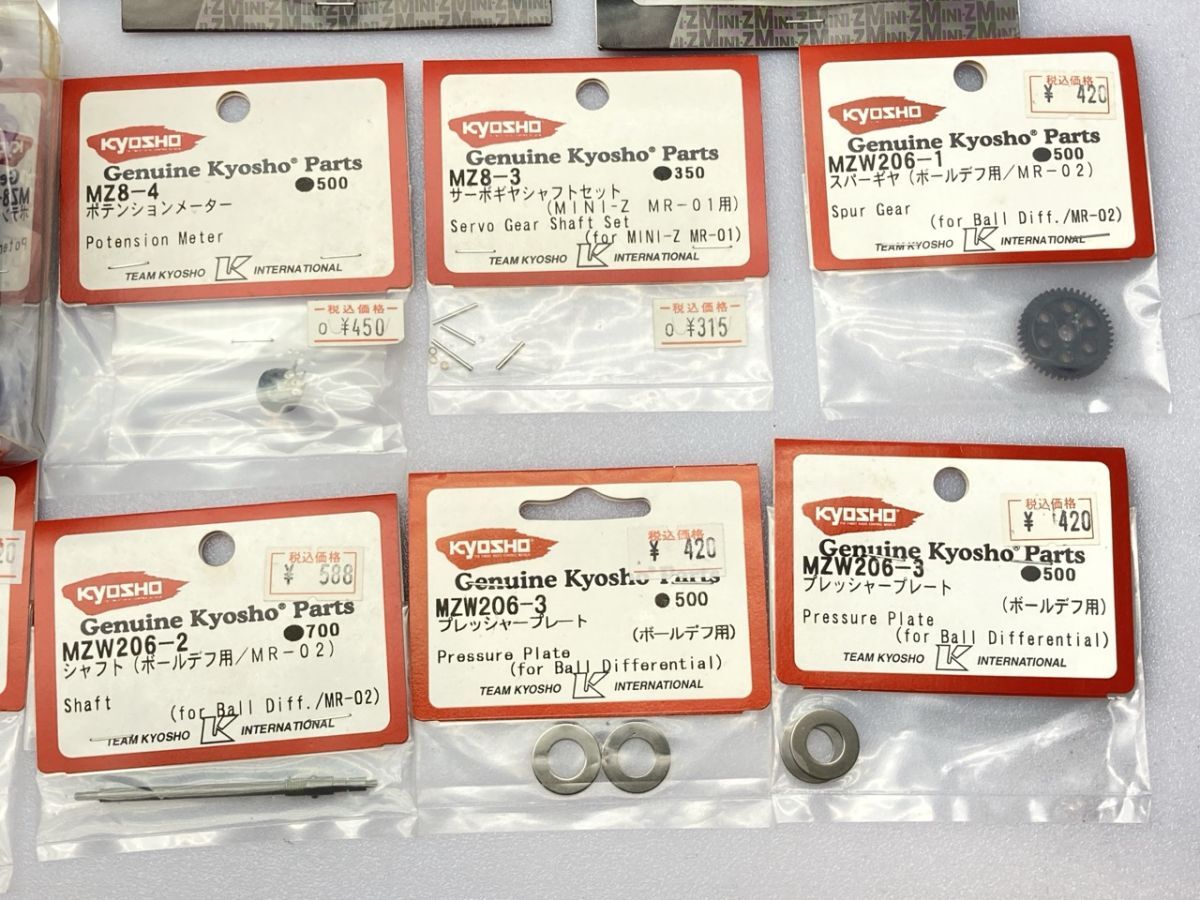 MINI-Z MINI-Z MINI-Z
MINI-Z MINI-Z MINI-Z
KYOSHO
Genuine Kyosho® Parts
MZ8-4
●500
ポテンションメーター
Potension Meter
TEAM KYOSHO K INTERNATIONAL
税込価格
0 ¥450
KYOSHO
Genuine Kyosho® Parts
MZ8-3
●350
サーボギヤシャフトセット
(MINI-Z MR-01用)
Servo Gear Shaft Set
(for MINI-Z MR-01)
TEAM KYOSHO K INTERNATIONAL
税込価格
0 ¥315
税込価格
¥ 420
KYOSHO
Genuine Kyosho® Parts
MZW206-1
●500
スパーギヤ (ボールデフ用/MR-02)
Spur Gear
(for Ball Diff./MR-02)
TEAM KYOSHO K INTERNATIONAL
税込価格
¥ 588
KYOSHO
Genuine Kyosho® Parts
MZW206-2
●700
シャフト (ボールデフ用/MR-02)
Shaft
(for Ball Diff./MR-02)
TEAM KYOSHO K INTERNATIONAL
¥ 420
KYOSHO
Genuine Kyosho Parts
MZW206-3
●500
プレッシャープレート
(ボールデフ用)
Pressure Plate
(for Ball Differential)
TEAM KYOSHO K INTERNATIONAL
税込価格
¥ 420
KYOSHO
Genuine Kyosho® Parts
MZW206-3
●500
プレッシャープレート
(ボールデフ用)
Pressure Plate
(for Ball Differential)
TEAM KYOSHO K INTERNATIONAL